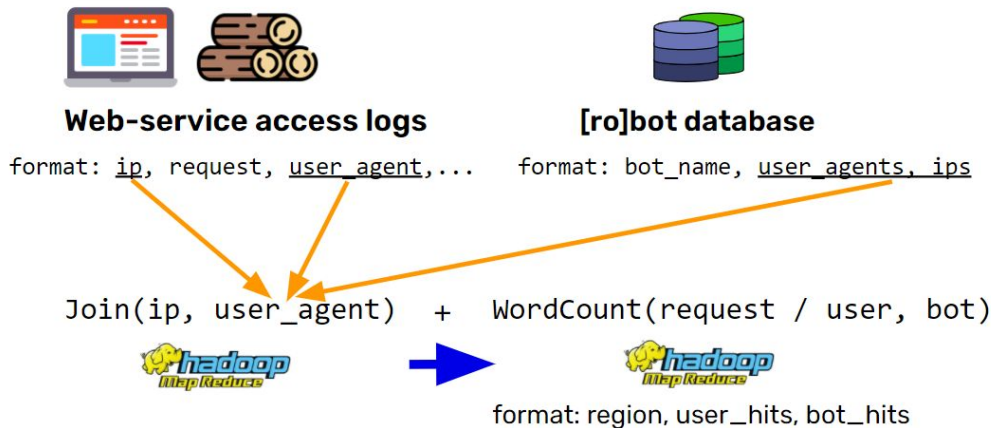 Web-service access logs
[ro]bot database
format: ip, request, user_agent,...
format: bot_name, user_agents, ips
Join(ip, user_agent) + WordCount(request / user, bot)
hadoop
Map Reduce
hadoop
Map Reduce
format: region, user_hits, bot_hits